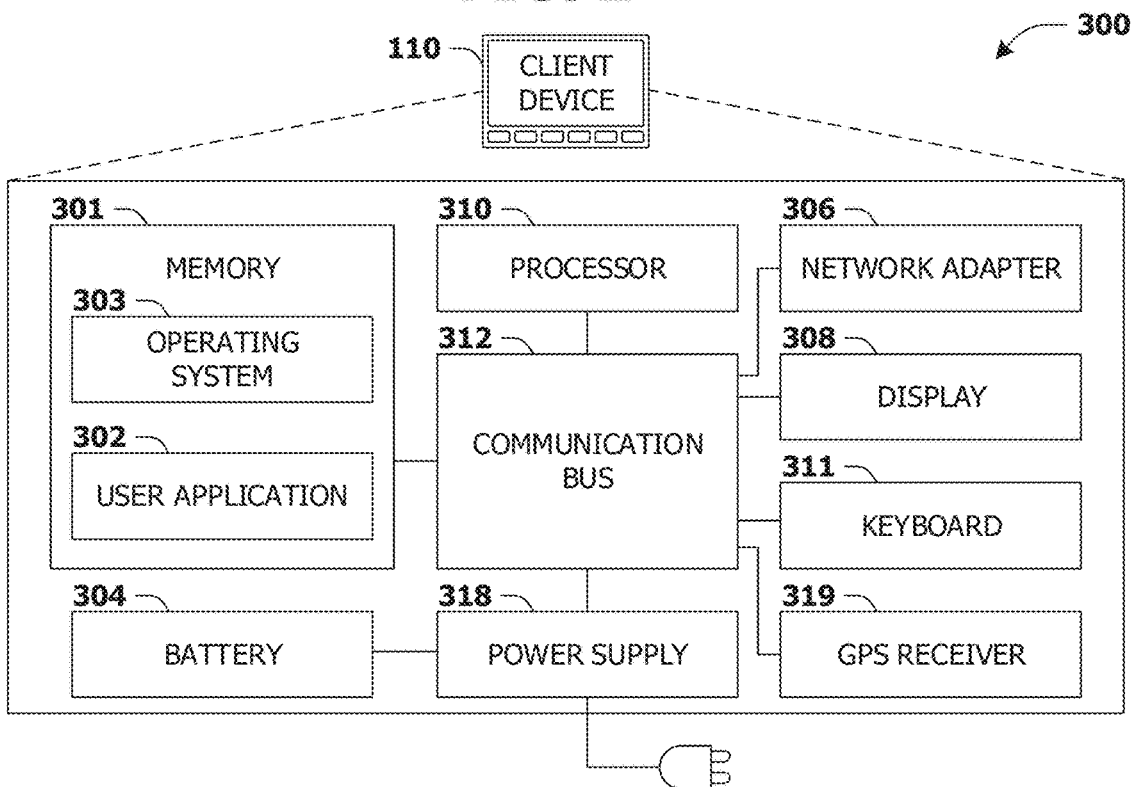 300
110
CLIENT
DEVICE
301
MEMORY
303
OPERATING
SYSTEM
302
USER APPLICATION
304
BATTERY
310
PROCESSOR
312
COMMUNICATION
BUS
318
POWER SUPPLY
306
NETWORK ADAPTER
308
DISPLAY
311
KEYBOARD
319
GPS RECEIVER